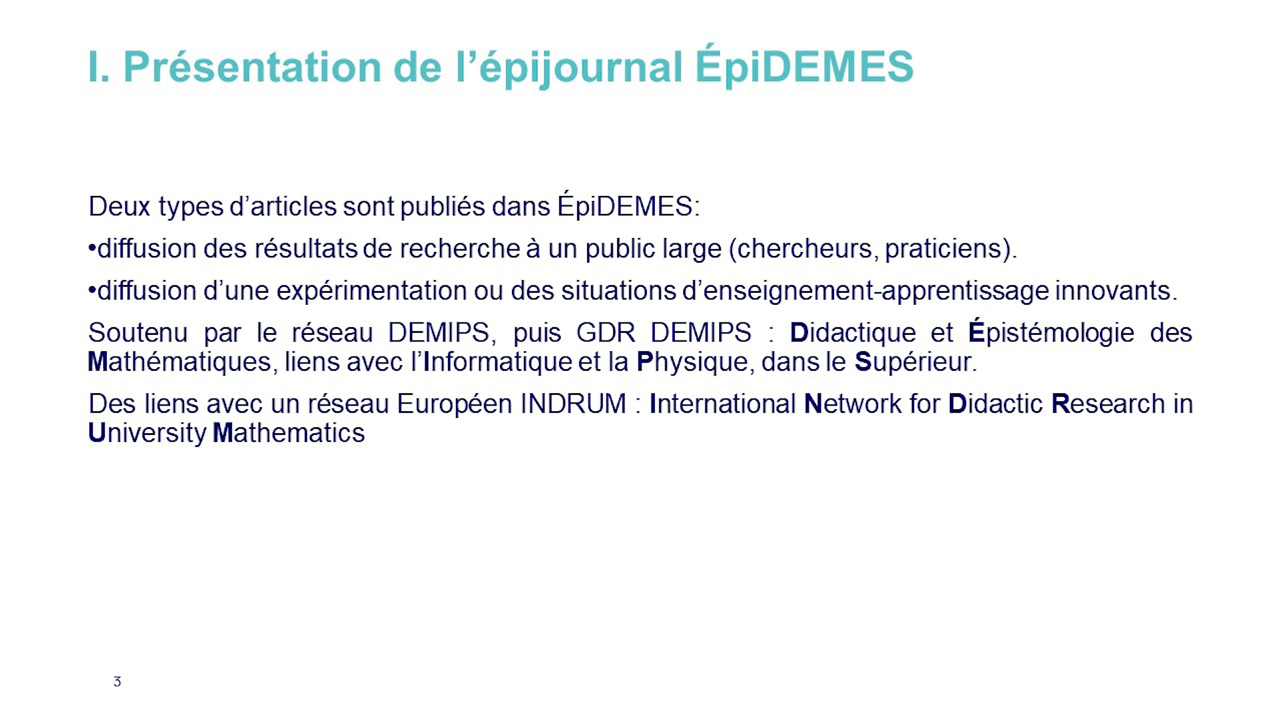 I. Présentation de l’épijournal ÉpiDEMES
Deux types d’articles sont publiés dans ÉpiDEMES:
•diffusion des résultats de recherche à un public large (chercheurs, praticiens).
•diffusion d’une expérimentation ou des situations d’enseignement-apprentissage innovants.
Soutenu par le réseau DEMIPS, puis GDR DEMIPS : Didactique et Épistémologie des
Mathématiques, liens avec l’Informatique et la Physique, dans le Supérieur.
Des liens avec un réseau Européen INDRUM : International Network for Didactic Research in
University Mathematics
3